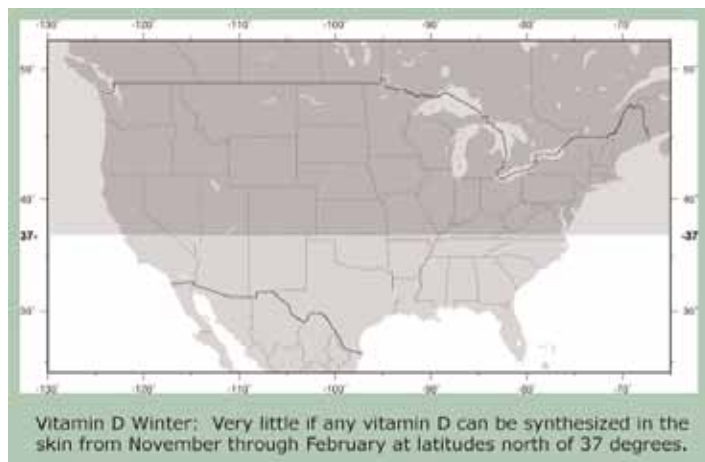 -130° -120° -110° -100° -90° -80° -70°
50° 50°
40° 40°
37- -37
30° 30°
-130° -120° -110° -100° -90° -80° -70°
Vitamin D Winter: Very little if any vitamin D can be synthesized in the
skin from November through February at latitudes north of 37 degrees.